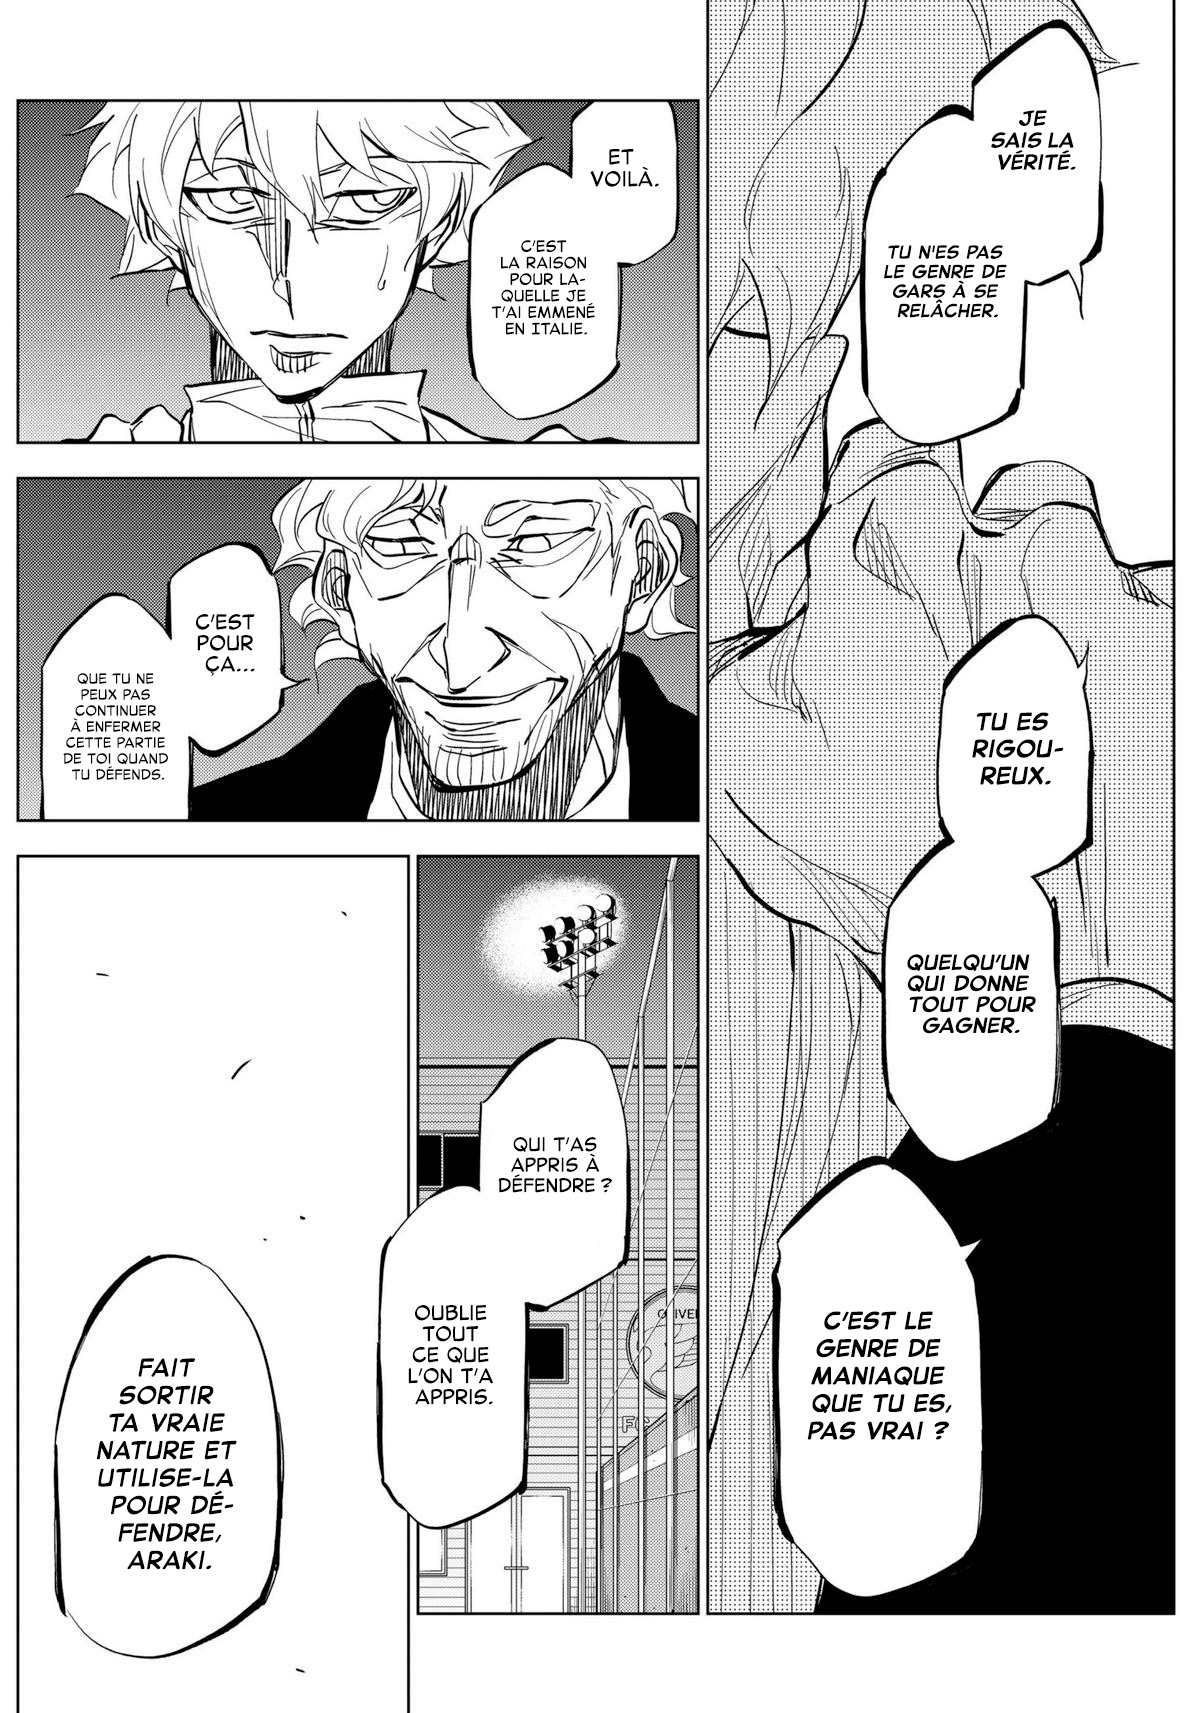 JE
SAIS LA
VÉRITÉ.
TU N'ES PAS
LE GENRE DE
GARS À SE
RELÂCHER.
TU ES
RIGOU-
REUX.
QUELQU'UN
QUI DONNE
TOUT POUR
GAGNER.
C'EST LE
GENRE DE
MANIAQUE
QUE TU ES,
PAS VRAI ?
ET
VOILÀ.
C'EST
LA RAISON
POUR LA-
QUELLE JE
T'AI EMMENÉ
EN ITALIE.
C'EST
POUR
ÇA...
QUE TU NE
PEUX PAS
CONTINUER
À ENFERMER
CETTE PARTIE
DE TOI QUAND
TU DÉFENDS.
QUI T'AS
APPRIS À
DÉFENDRE ?
OUBLIE
TOUT
CE QUE
L'ON T'A
APPRIS.
FC
FAIT
SORTIR
TA VRAIE
NATURE ET
UTILISE-LA
POUR DÉ-
FENDRE,
ARAKI.